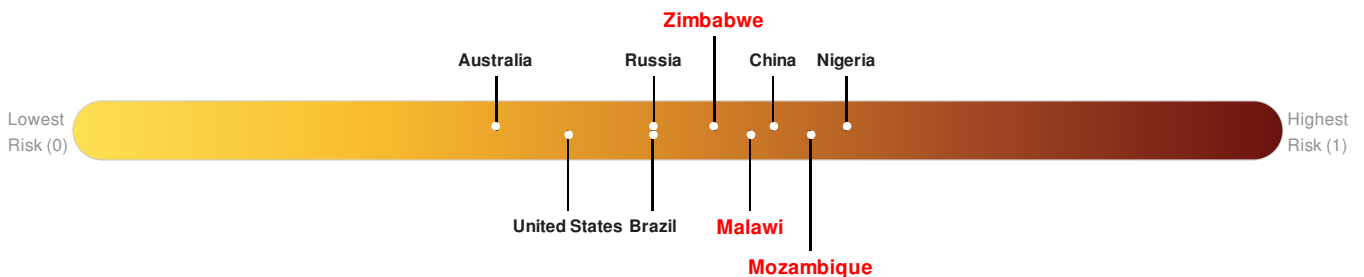 Zimbabwe
Australia
Russia
China
Nigeria
Lowest
Risk (0)
Highest
Risk (1)
United States
Brazil
Malawi
Mozambique